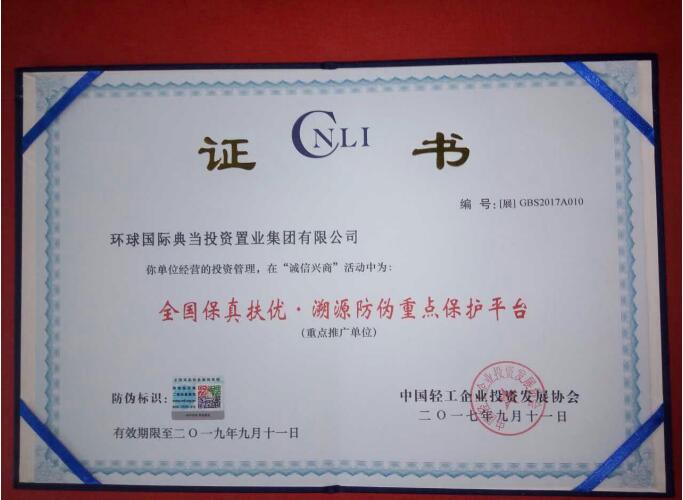 证 CNLI 书
编 号: [展] GBS2017A010
环球国际典当投资置业集团有限公司
你单位经营的投资管理，在“诚信兴商”活动中为:
全国保真扶优·溯源防伪重点保护平台
(重点推广单位)
防伪标识:
中国轻工企业投资发展协会
二〇一七年九月十一日
有效期限至二〇一九年九月十一日